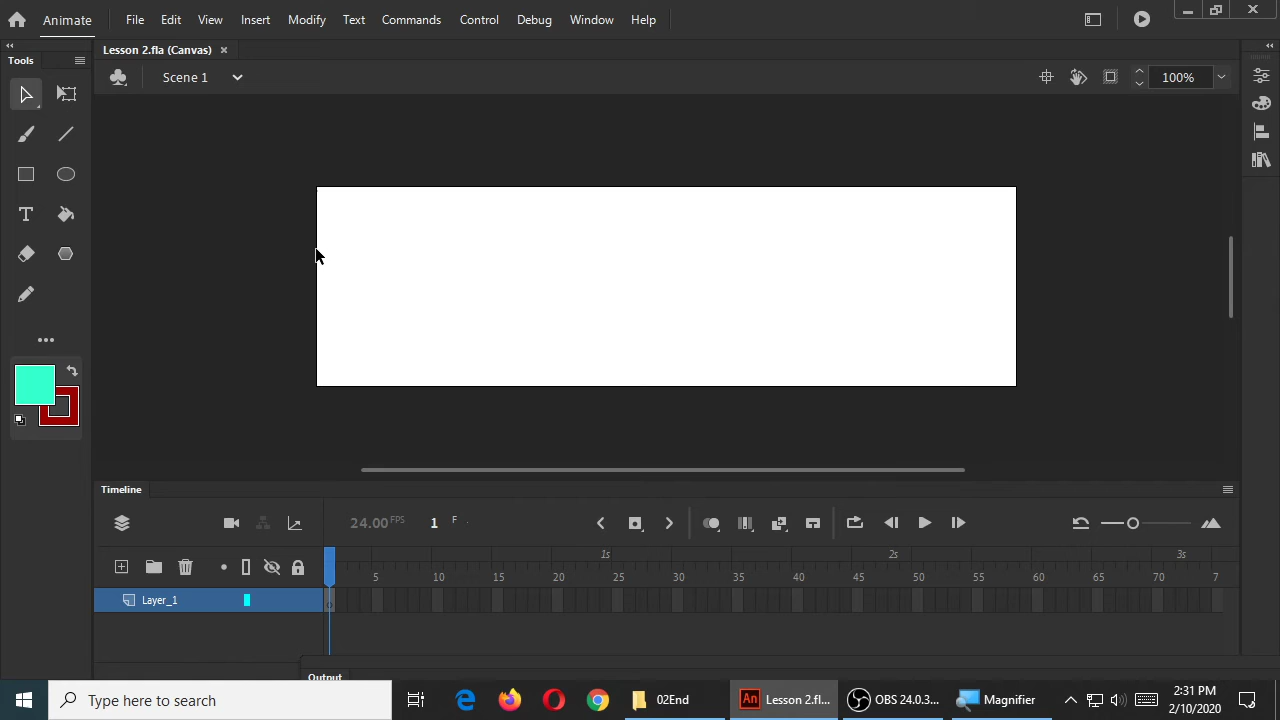 Animate File Edit View Insert Modify Text Commands Control Debug Window Help
Lesson 2.fla (Canvas)
Tools
Scene 1 100%
T
Timeline
24.00 FPS 1 F
1s 2s 3s
5 10 15 20 25 30 35 40 45 50 55 60 65 70 7
Layer_1
Output
Type here to search 02End An Lesson 2.fl... OBS 24.0.3... Magnifier 2:31 PM
2/10/2020